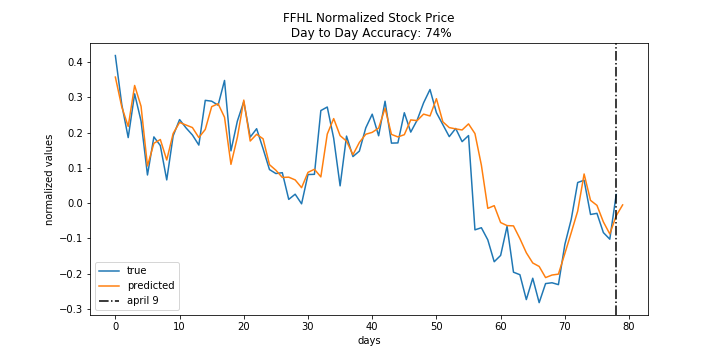 FFHL Normalized Stock Price
Day to Day Accuracy: 74%
normalized values
0.4
0.3
0.2
0.1
0.0
−0.1
−0.2
−0.3
true
predicted
april 9
0
10
20
30
40
50
60
70
80
days